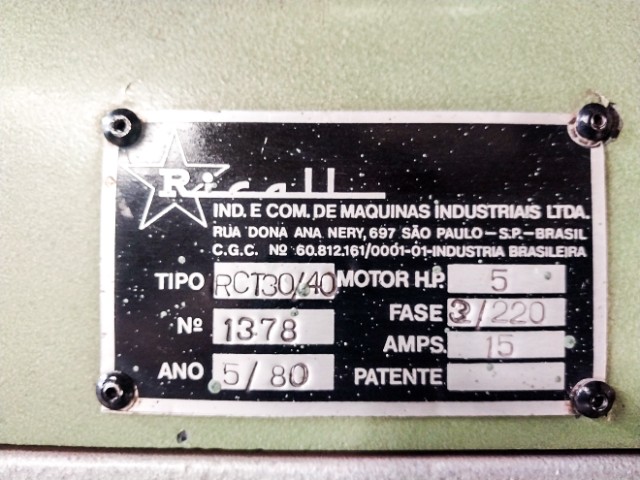 Ricall
IND. E COM. DE MAQUINAS INDUSTRIAIS LTDA.
RUA DONA ANA NERY, 697 SÃO PAULO - S.P. - BRASIL
C.G.C. Nº 60.812.161/0001-01-INDUSTRIA BRASILEIRA
TIPO RCT30/40 MOTOR H.P. 5
FASE 3/220
Nº 1378
AMPS. 15
ANO 5/80 PATENTE